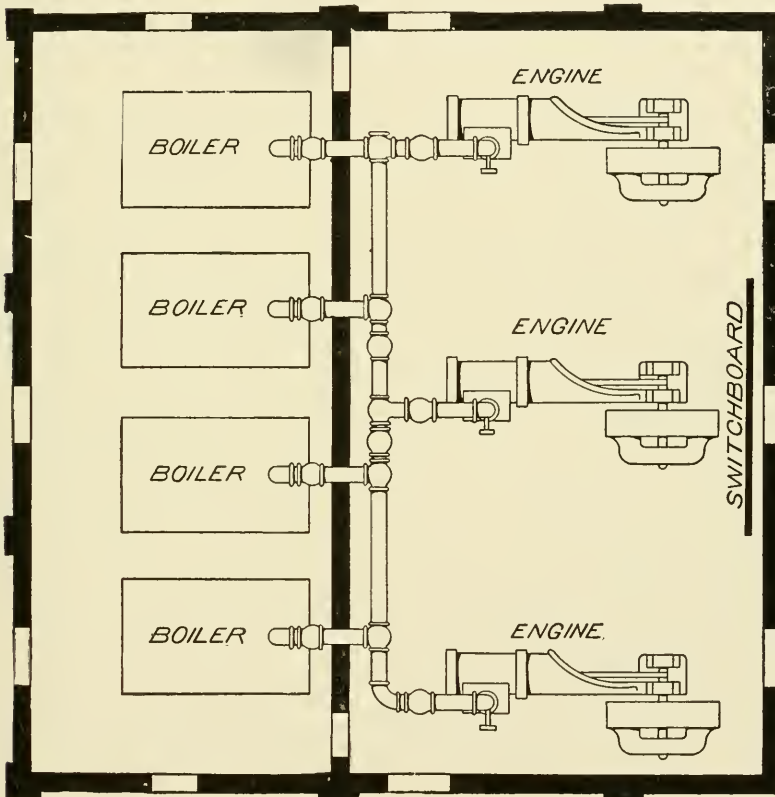 ENGINE
BOILER
BOILER
ENGINE
SWITCHBOARD
BOILER
BOILER
ENGINE.